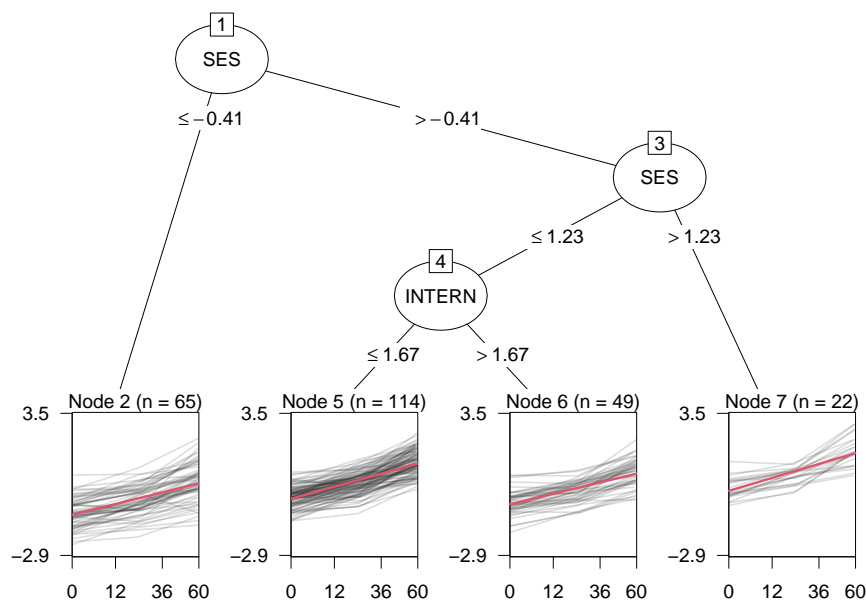 1
SES
≤ −0.41
> −0.41
3
SES
≤ 1.23
> 1.23
4
INTERN
≤ 1.67
> 1.67
Node 2 (n = 65)
Node 5 (n = 114)
Node 6 (n = 49)
Node 7 (n = 22)
3.5
3.5
3.5
3.5
−2.9
−2.9
−2.9
−2.9
0 12 36 60
0 12 36 60
0 12 36 60
0 12 36 60